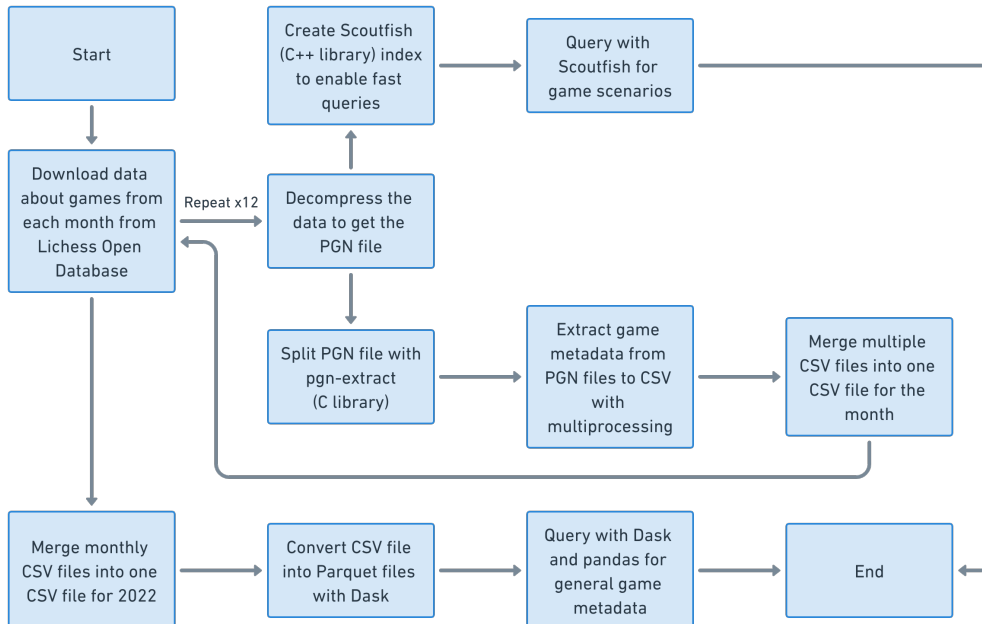 Start
Create Scoutfish
(C++ library) index
to enable fast
queries
Query with
Scoutfish for
game scenarios
Download data
about games from
each month from
Lichess Open
Database
Repeat x12
Decompress the
data to get the
PGN file
Split PGN file with
pgn-extract
(C library)
Extract game
metadata from
PGN files to CSV
with
multiprocessing
Merge multiple
CSV files into one
CSV file for the
month
Merge monthly
CSV files into one
CSV file for 2022
Convert CSV file
into Parquet files
with Dask
Query with Dask
and pandas for
general game
metadata
End